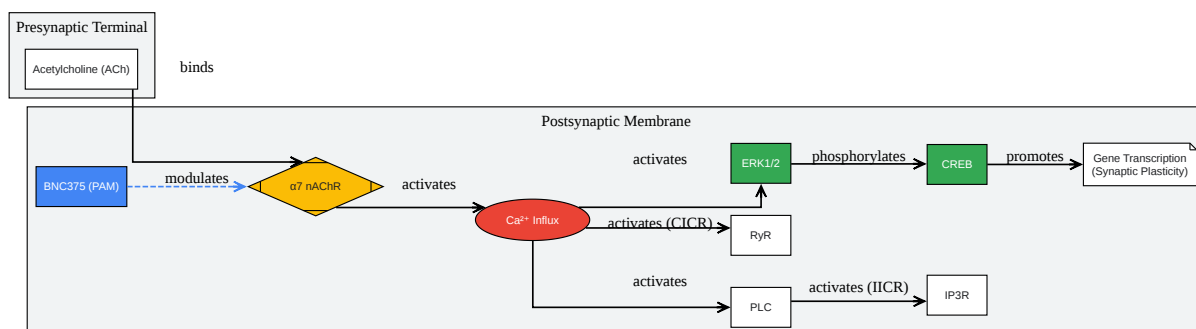 Presynaptic Terminal
Acetylcholine (ACh)
binds
Postsynaptic Membrane
BNC375 (PAM)
modulates
α7 nAChR
activates
Ca²⁺ Influx
activates
ERK1/2
phosphorylates
CREB
promotes
Gene Transcription
(Synaptic Plasticity)
activates (CICR)
RyR
activates
PLC
activates (IICR)
IP3R